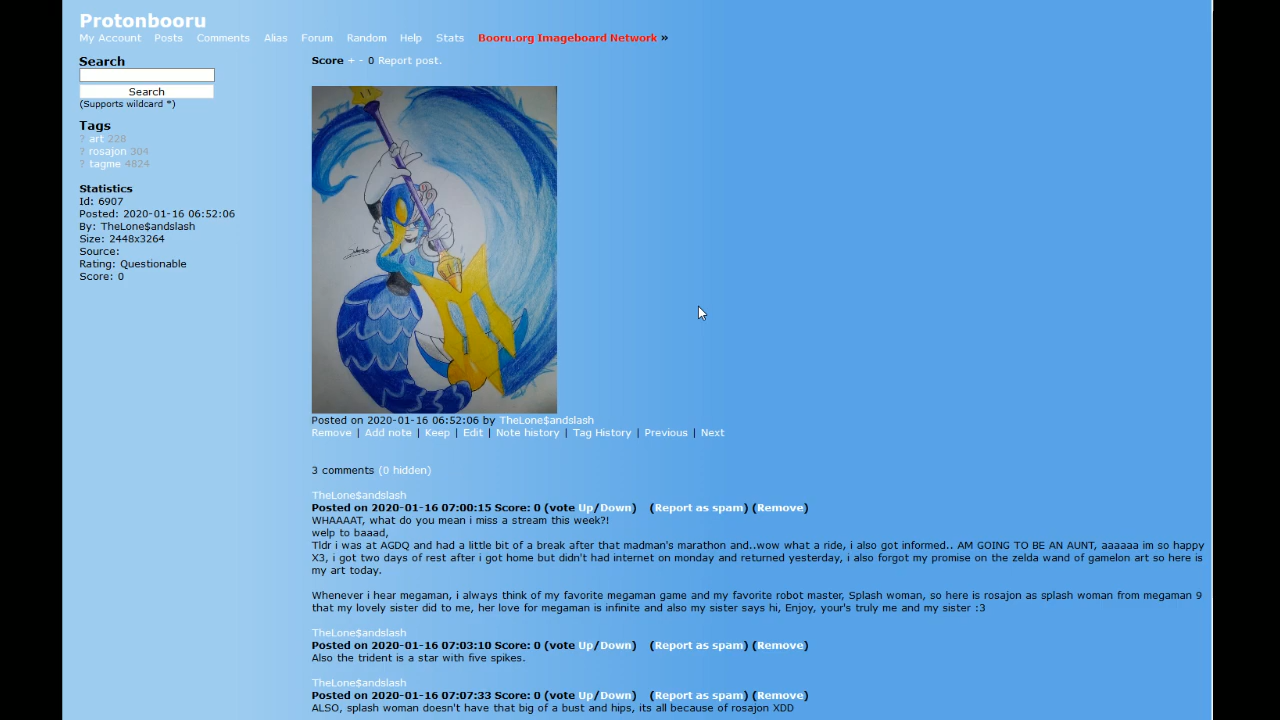 Protonbooru
My Account Posts Comments Alias Forum Random Help Stats Booru.org Imageboard Network »
Search
Search
(Supports wildcard *)
Tags
? art 228
? rosajon 304
? tagme 4824
Statistics
Id: 6907
Posted: 2020-01-16 06:52:06
By: TheLone$andslash
Size: 2448x3264
Source:
Rating: Questionable
Score: 0
Score + - 0 Report post.
Posted on 2020-01-16 06:52:06 by TheLone$andslash
Remove | Add note | Keep | Edit | Note history | Tag History | Previous | Next
3 comments (0 hidden)
TheLone$andslash
Posted on 2020-01-16 07:00:15 Score: 0 (vote Up/Down) (Report as spam) (Remove)
WHAAAAT, what do you mean i miss a stream this week?!
welp to baaad,
Tldr i was at AGDQ and had a little bit of a break after that madman's marathon and..wow what a ride, i also got informed.. AM GOING TO BE AN AUNT, aaaaaa im so happy
X3, i got two days of rest after i got home but didn't had internet on monday and returned yesterday, i also forgot my promise on the zelda wand of gamelon art so here is
my art today.
Whenever i hear megaman, i always think of my favorite megaman game and my favorite robot master, Splash woman, so here is rosajon as splash woman from megaman 9
that my lovely sister did to me, her love for megaman is infinite and also my sister says hi, Enjoy, your's truly me and my sister :3
TheLone$andslash
Posted on 2020-01-16 07:03:10 Score: 0 (vote Up/Down) (Report as spam) (Remove)
Also the trident is a star with five spikes.
TheLone$andslash
Posted on 2020-01-16 07:07:33 Score: 0 (vote Up/Down) (Report as spam) (Remove)
ALSO, splash woman doesn't have that big of a bust and hips, its all because of rosajon XDD